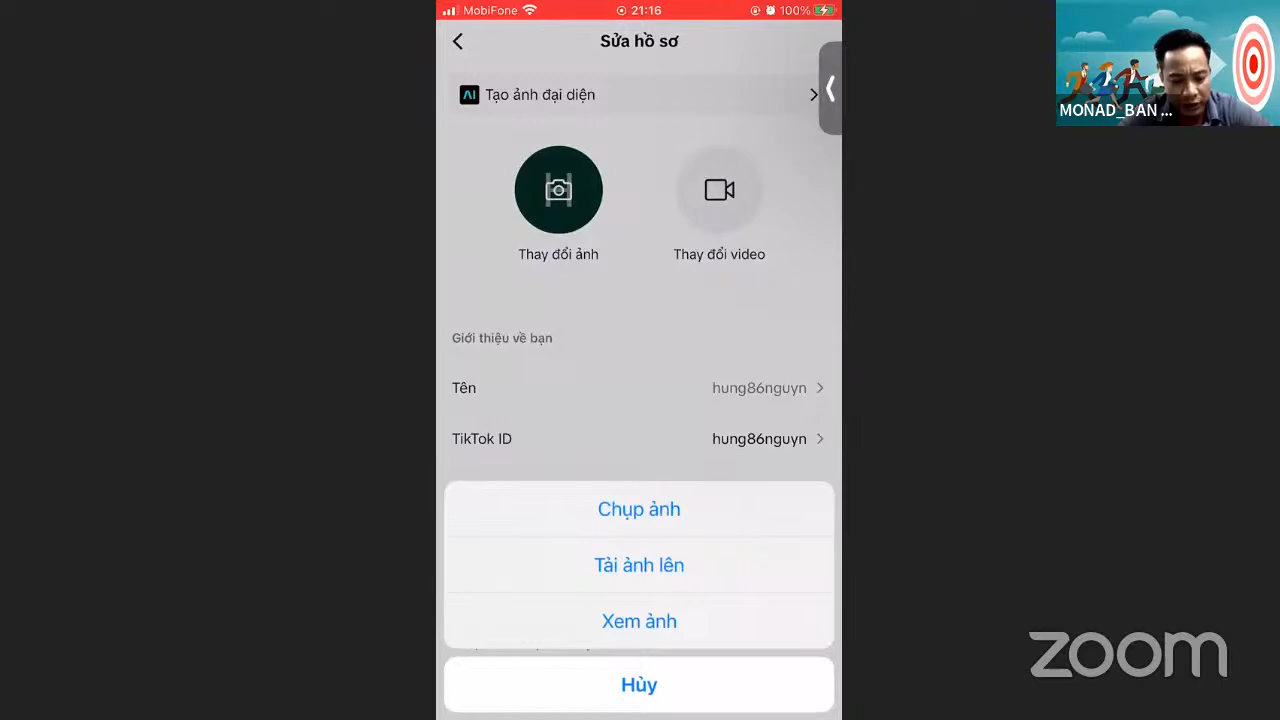 MobiFone 21:16 100%
Sửa hồ sơ
AI Tạo ảnh đại diện
Thay đổi ảnh Thay đổi video
Giới thiệu về bạn
Tên hung86nguyn
TikTok ID hung86nguyn
Chụp ảnh
Tải ảnh lên
Xem ảnh
Hủy
MONAD_BAN ...
zoom